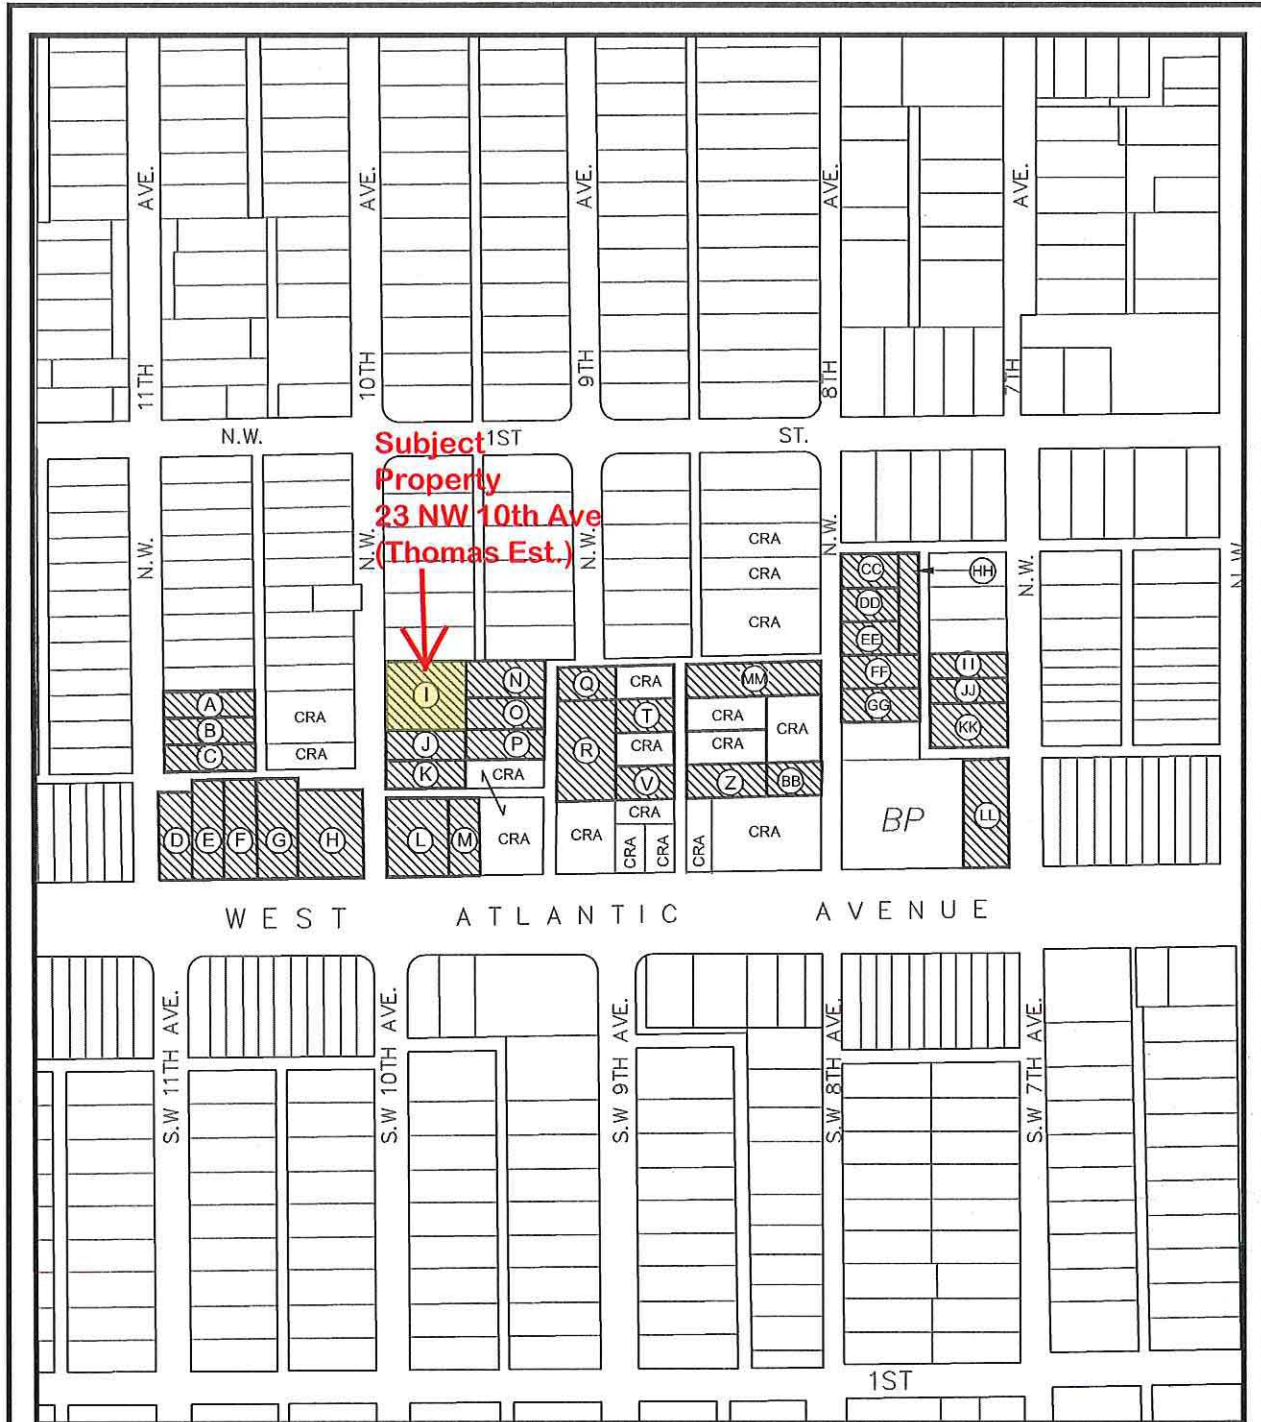 AVE.
AVE.
AVE.
AVE.
AVE.
11TH
10TH
9TH
8TH
7TH
N.W.
1ST
ST.
Subject
Property
23 NW 10th Ave
(Thomas Est.)
N.W.
N.W.
N.W.
N.W.
N.W.
N.W.
CRA
CRA
CRA
CC
HH
DD
EE
FF
GG
II
JJ
KK
A
B
C
CRA
CRA
I
J
K
N
O
P
CRA
Q
R
CRA
T
CRA
V
MM
CRA
CRA
CRA
Z
BB
D
E
F
G
H
L
M
CRA
CRA
CRA
CRA
CRA
CRA
CRA
BP
LL
WEST ATLANTIC AVENUE
S.W 11TH AVE.
S.W 10TH AVE.
S.W 9TH AVE.
S.W 8TH AVE.
S.W 7TH AVE.
1ST